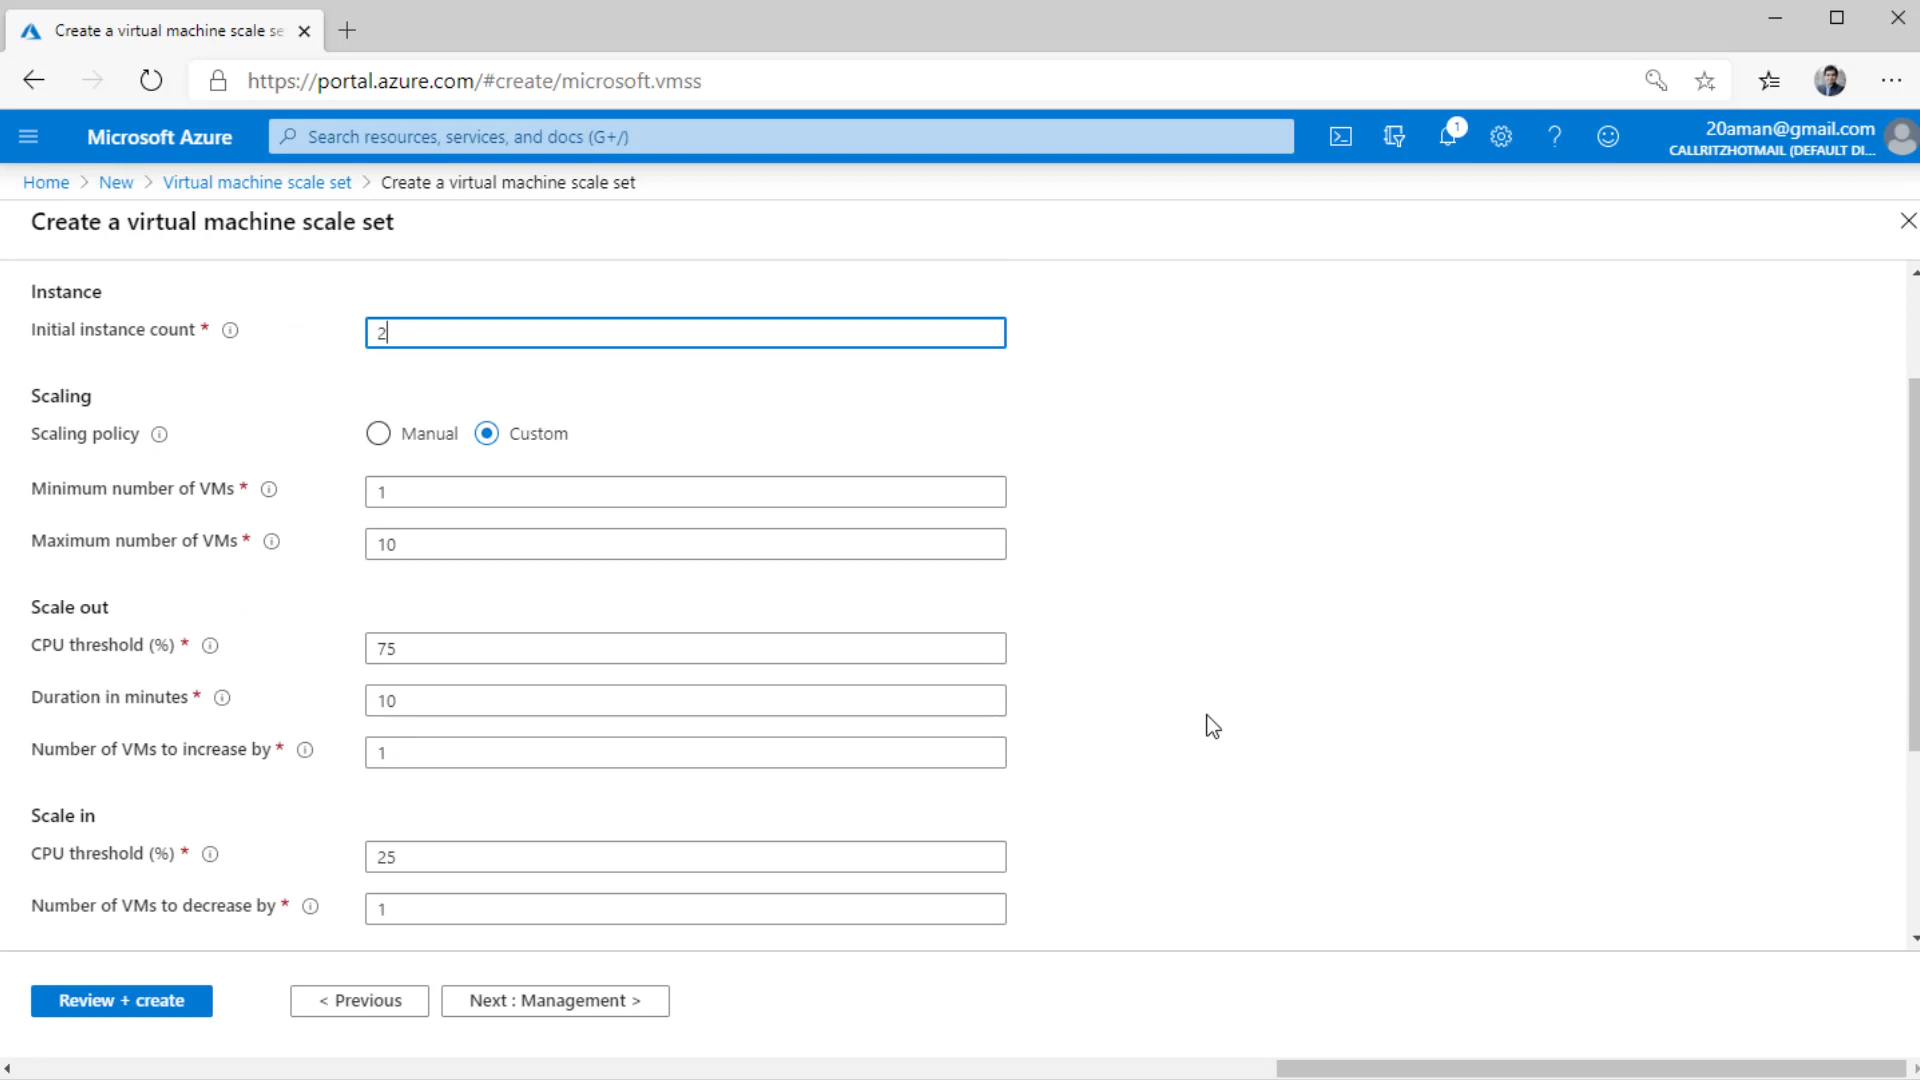 Create a virtual machine scale se
https://portal.azure.com/#create/microsoft.vmss
Microsoft Azure
Search resources, services, and docs (G+/)
1
20aman@gmail.com
CALLRITZHOTMAIL (DEFAULT DI...
Home > New > Virtual machine scale set > Create a virtual machine scale set
Create a virtual machine scale set
Instance
Initial instance count * 2
Scaling
Scaling policy Manual Custom
Minimum number of VMs * 1
Maximum number of VMs * 10
Scale out
CPU threshold (%) * 75
Duration in minutes * 10
Number of VMs to increase by * 1
Scale in
CPU threshold (%) * 25
Number of VMs to decrease by * 1
Review + create
< Previous
Next : Management >